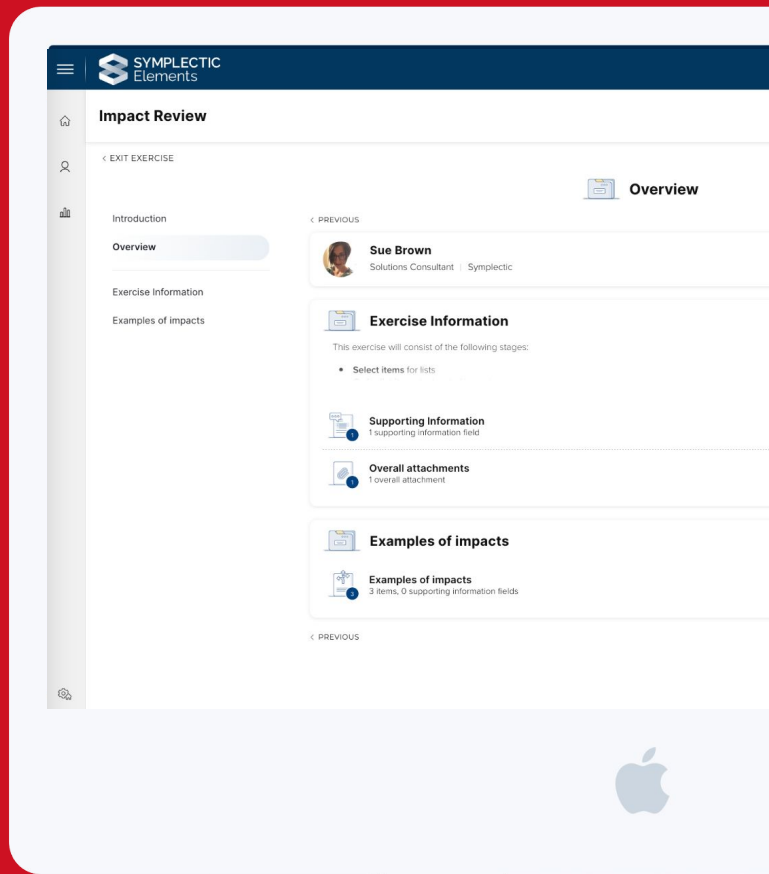 SYMPLECTIC
Elements
Impact Review
< EXIT EXERCISE
Overview
Introduction
Overview
Exercise Information
Examples of impacts
< PREVIOUS
Sue Brown
Solutions Consultant | Symplectic
Exercise Information
This exercise will consist of the following stages:
• Select items for lists
Supporting Information
1 supporting information field
1
Overall attachments
1 overall attachment
1
Examples of impacts
Examples of impacts
3 items, 0 supporting information fields
3
< PREVIOUS